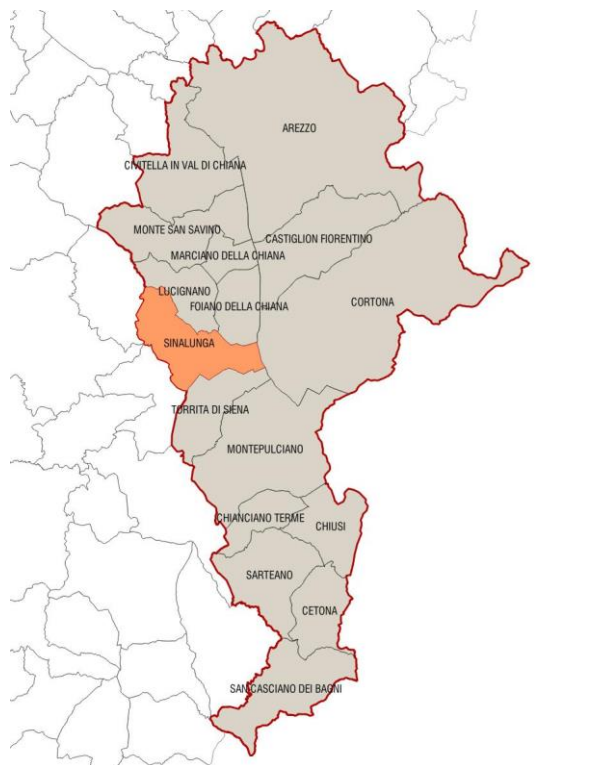 AREZZO
CIVITELLA IN VAL DI CHIANA
MONTE SAN SAVINO
CASTIGLION FIORENTINO
MARCIANO DELLA CHIANA
LUCIGNANO
FOIANO DELLA CHIANA
CORTONA
SINALUNGA
TORRITA DI SIENA
MONTEPULCIANO
CHIANCIANO TERME
CHIUSI
SARTEANO
CETONA
SAN CASCIANO DEI BAGNI